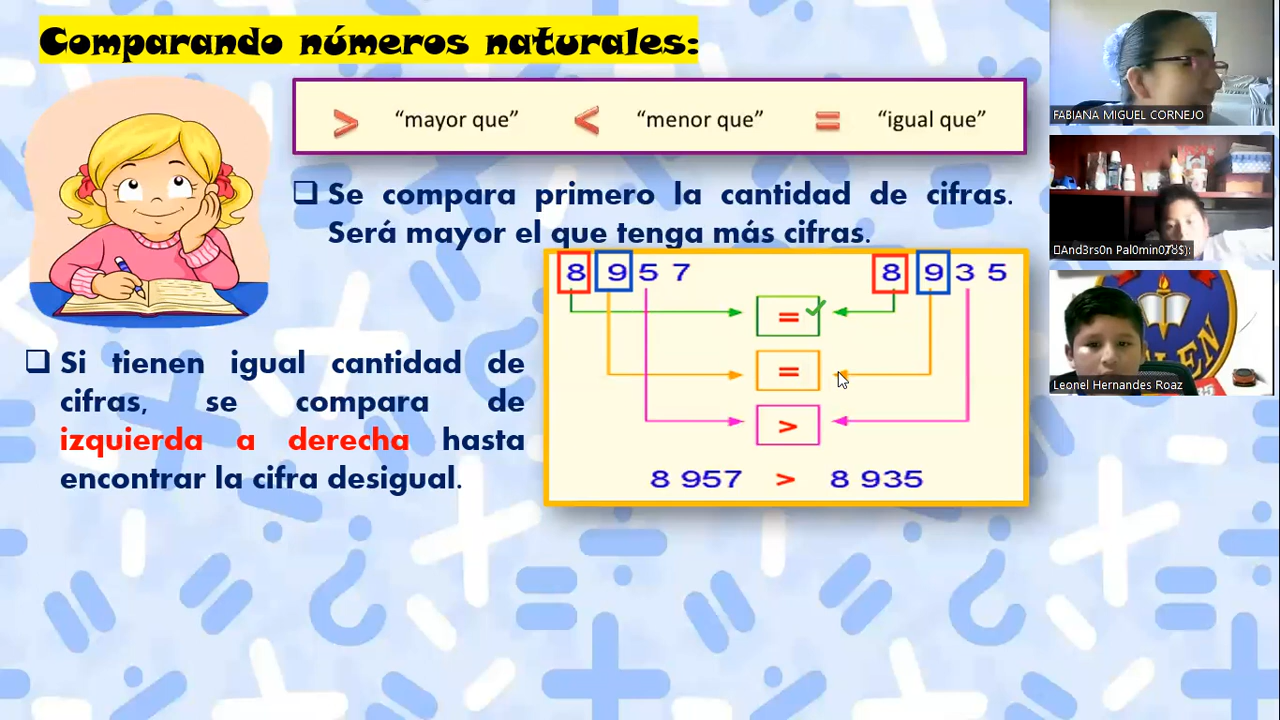 Comparando números naturales:
> “mayor que” < “menor que” = “igual que”
❑ Se compara primero la cantidad de cifras.
Será mayor el que tenga más cifras.
8 9 5 7 8 9 3 5
=
=
>
8 957 > 8 935
❑ Si tienen igual cantidad de
cifras, se compara de
izquierda a derecha hasta
encontrar la cifra desigual.
FABIANA MIGUEL CORNEJO
Leonel Hernandes Roaz